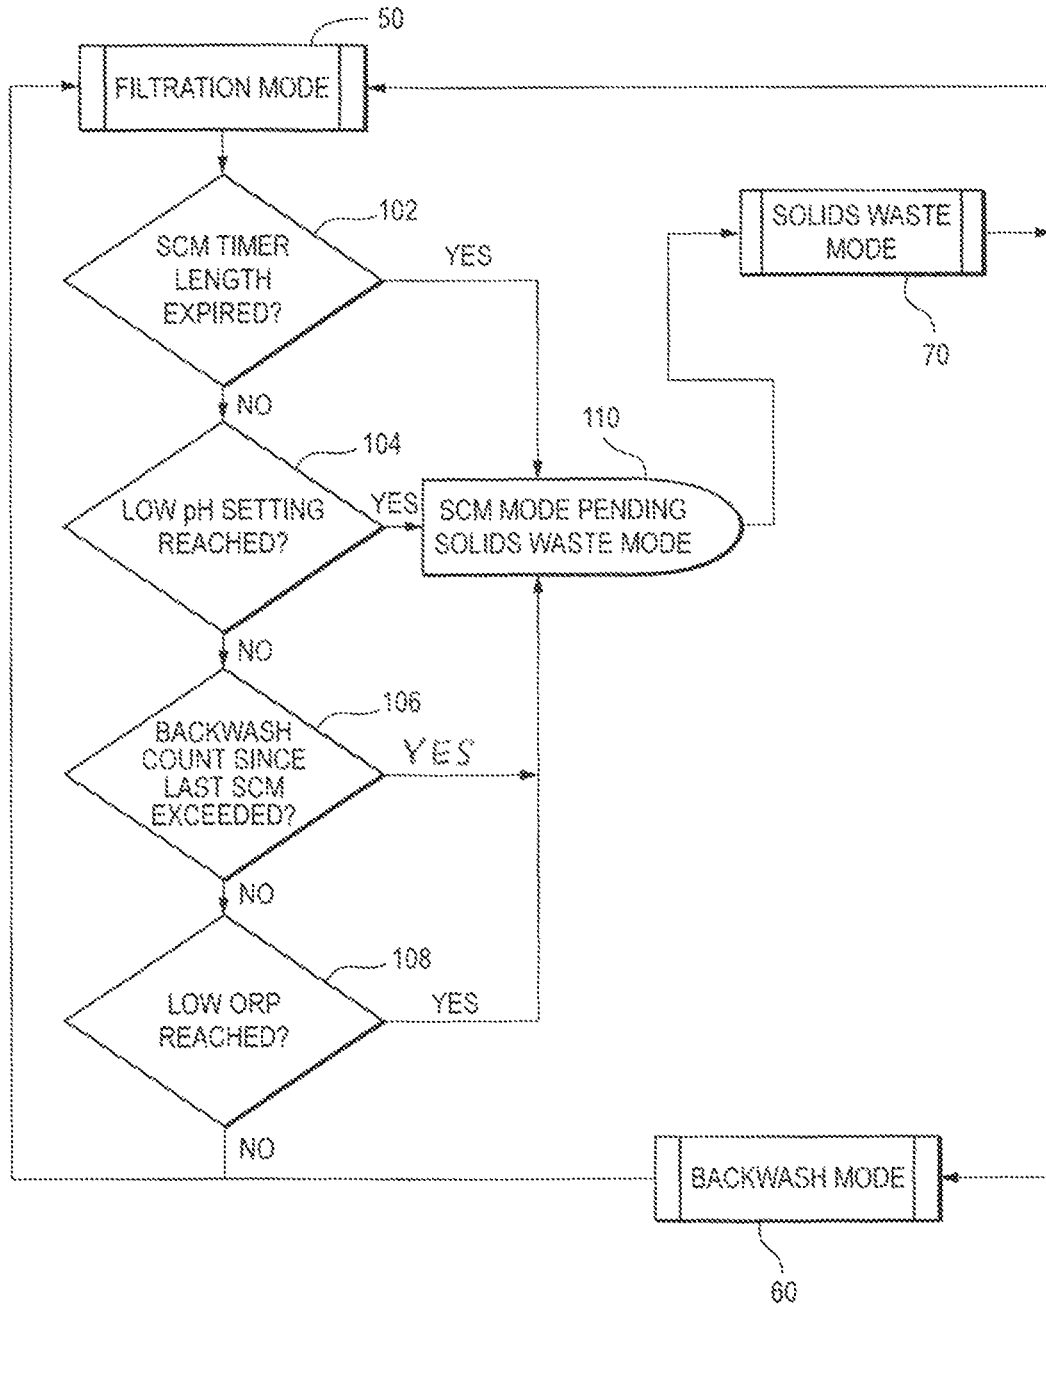 50
FILTRATION MODE
102
SCM TIMER
LENGTH
EXPIRED?
YES
SOLIDS WASTE
MODE
70
NO
104
110
LOW pH SETTING
REACHED?
YES
SCM MODE PENDING
SOLIDS WASTE MODE
NO
106
BACKWASH
COUNT SINCE
LAST SCM
EXCEEDED?
YES
NO
108
LOW ORP
REACHED?
YES
NO
BACKWASH MODE
60